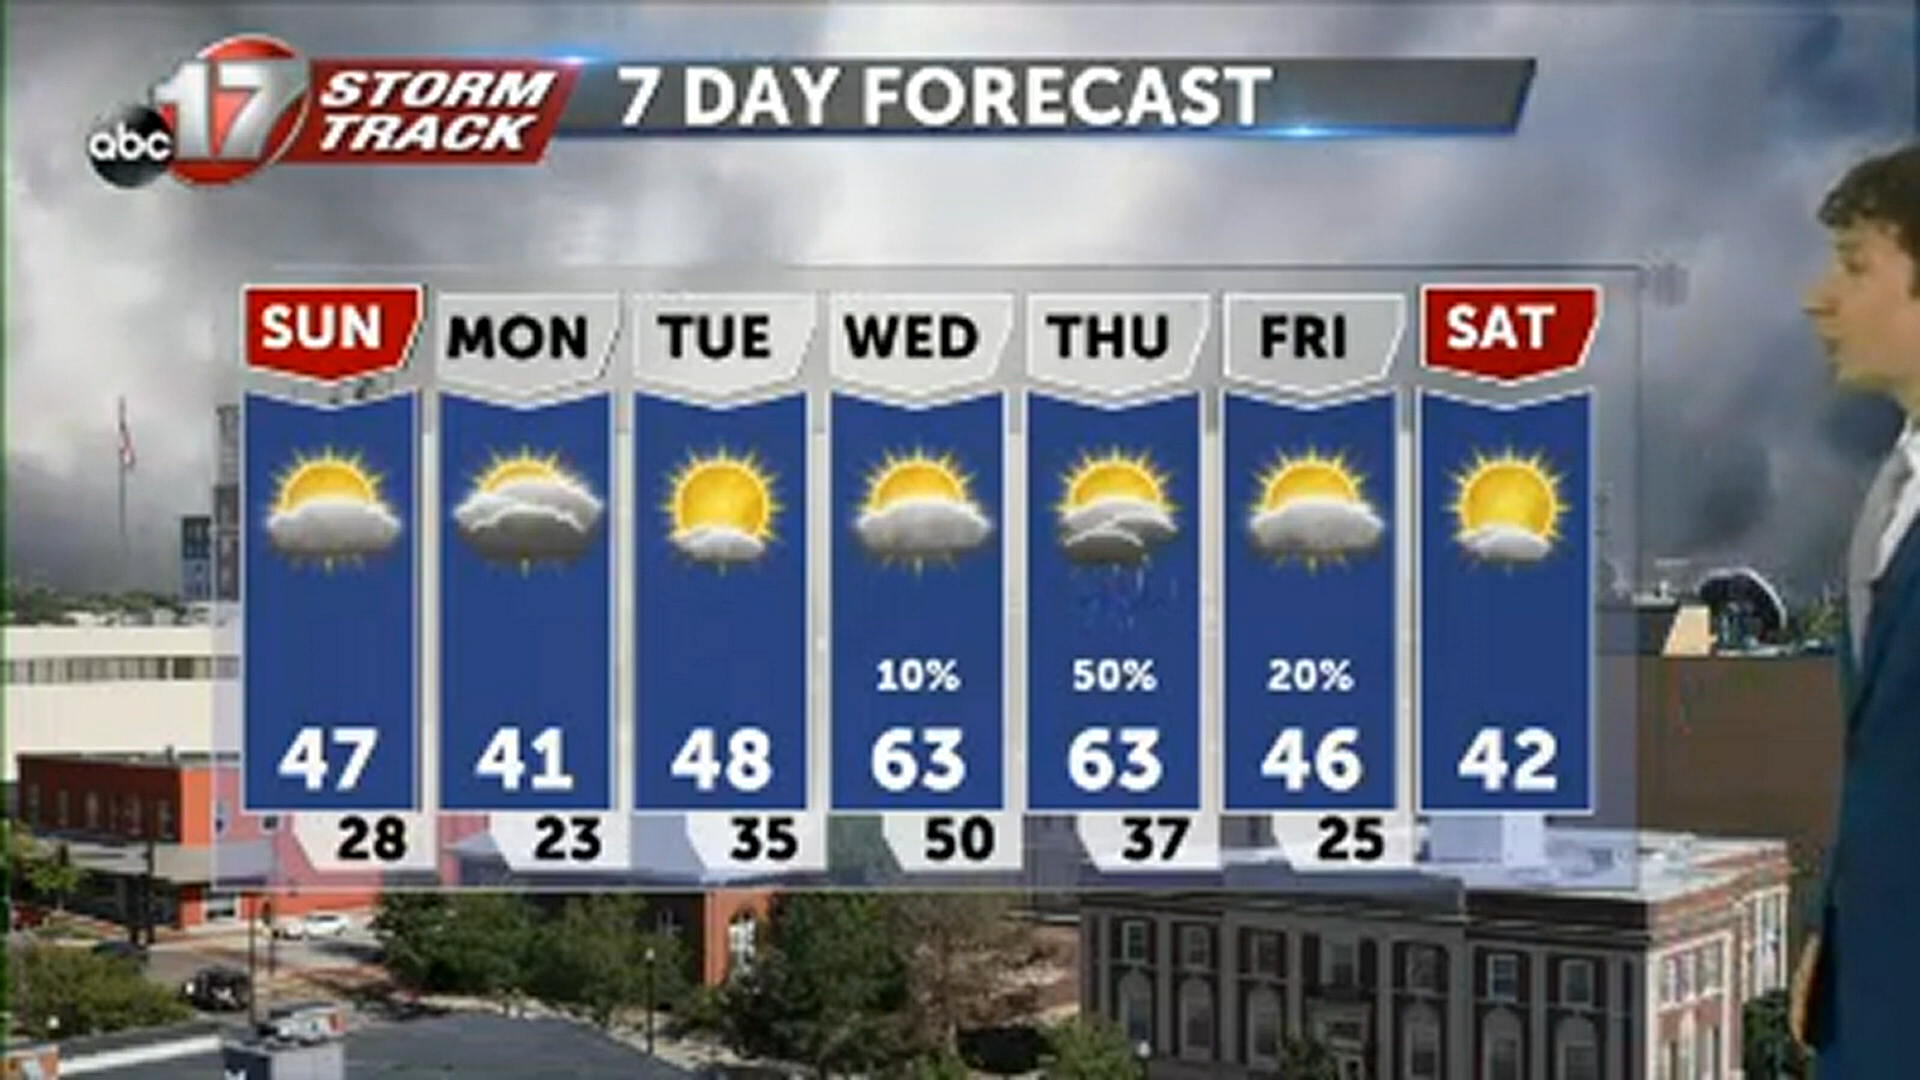 abc 17 STORM TRACK
7 DAY FORECAST
SUN MON TUE WED THU FRI SAT
10% 50% 20%
47 41 48 63 63 46 42
28 23 35 50 37 25